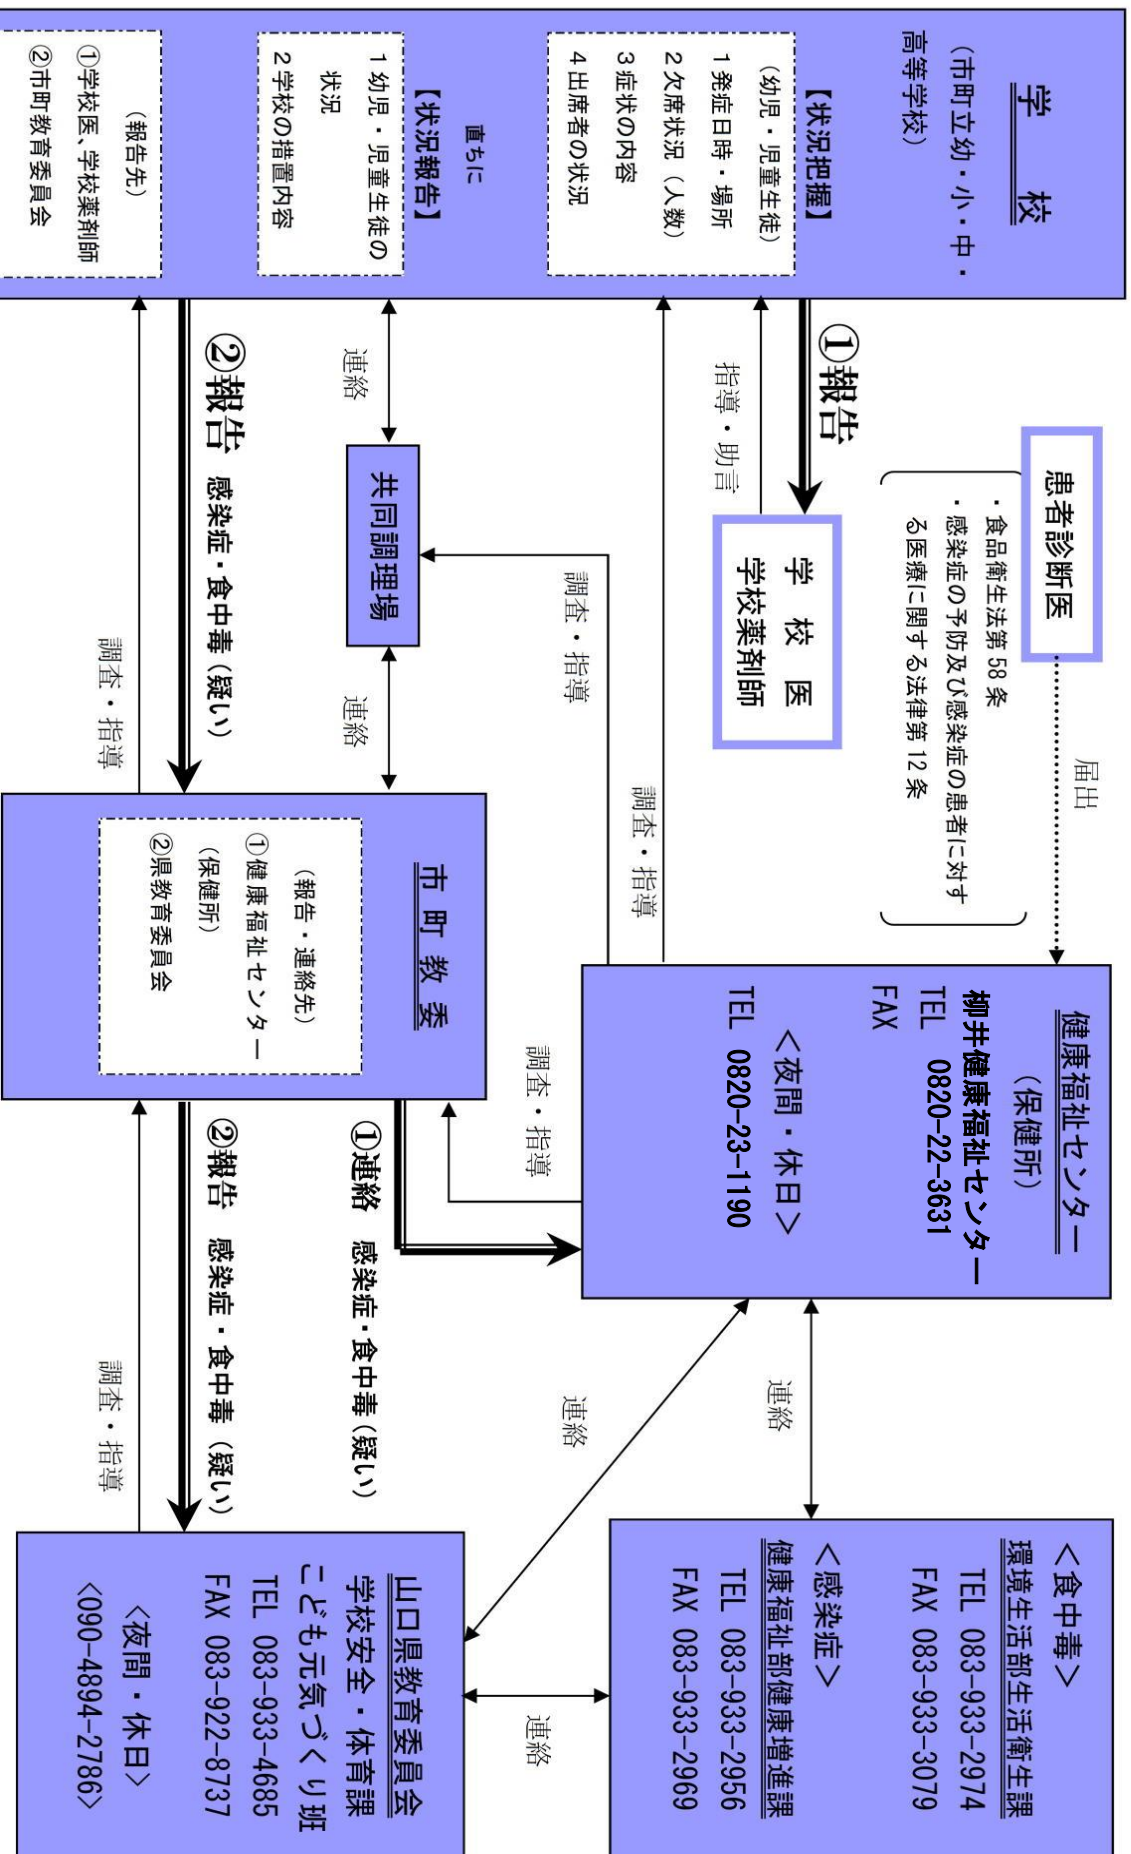 学　校
（市町立幼・小・中・
高等学校）
【状況把握】
（幼児・児童生徒）
1 発症日時・場所
2 欠席状況（人数）
3 症状の内容
4 出席者の状況
直ちに
【状況報告】
1 幼児・児童生徒の
状況
2 学校の措置内容
（報告先）
①学校医、学校薬剤師
②市町教育委員会
①報告
指導・助言
調査・指導
連絡
②報告　感染症・食中毒（疑い）
調査・指導
患者診断医
・食品衛生法第 58 条
・感染症の予防及び感染症の患者に対す
る医療に関する法律第 12 条
届出
学　校　医
学校薬剤師
共同調理場
調査・指導
連絡
健康福祉センター
（保健所）
柳井健康福祉センター
TEL 0820-22-3631
FAX
＜夜間・休日＞
TEL 0820-23-1190
調査・指導
市 町 教 委
（報告・連絡先）
①健康福祉センター
（保健所）
②県教育委員会
①連絡　感染症・食中毒（疑い）
②報告　感染症・食中毒（疑い）
調査・指導
連絡
連絡
＜食中毒＞
環境生活部生活衛生課
TEL 083-933-2974
FAX 083-933-3079
＜感染症＞
健康福祉部健康増進課
TEL 083-933-2956
FAX 083-933-2969
連絡
山口県教育委員会
学校安全・体育課
こども元気づくり班
TEL 083-933-4685
FAX 083-922-8737
＜夜間・休日＞
<090-4894-2786>